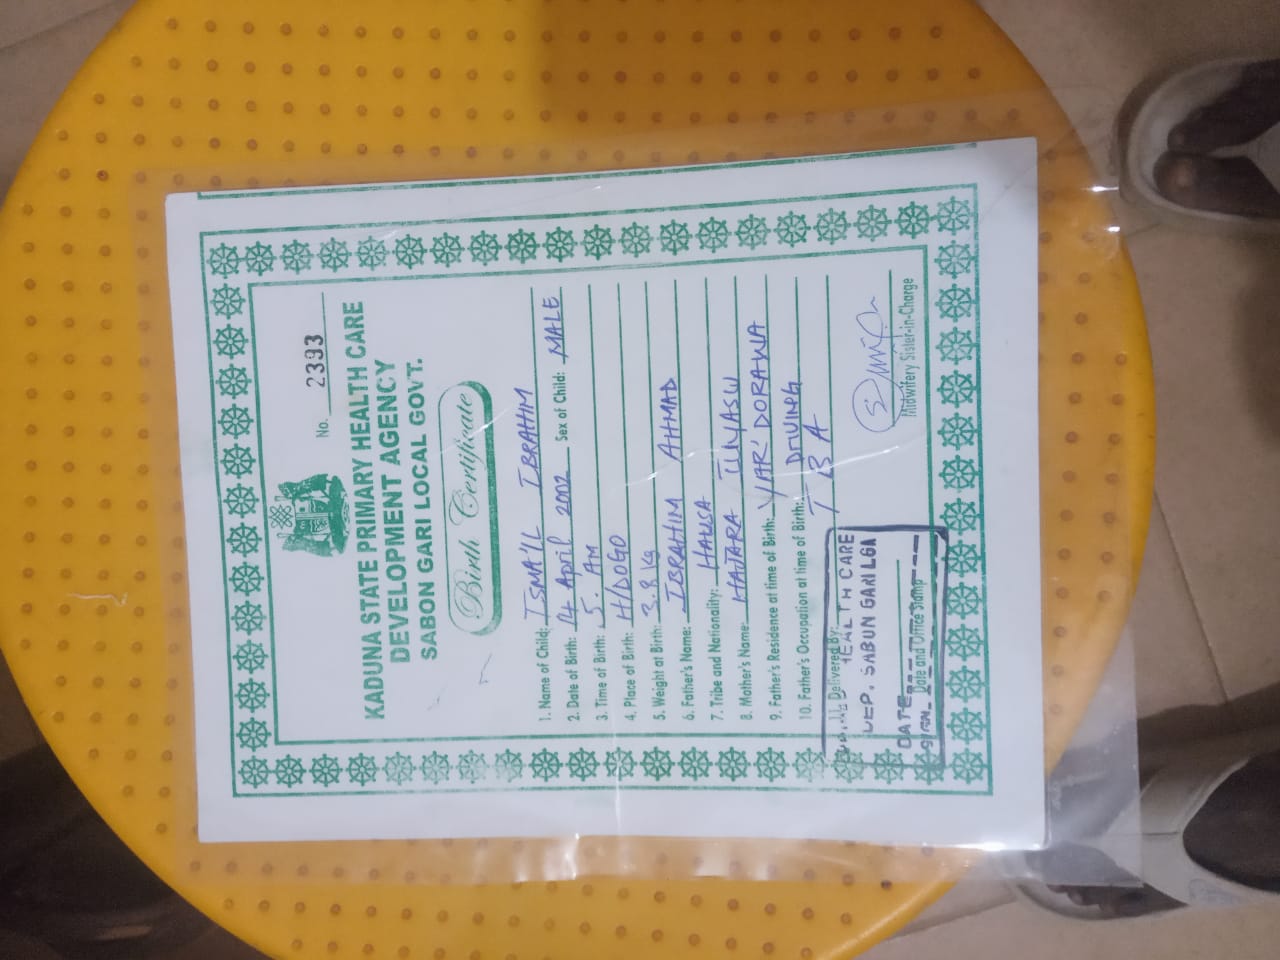 No. 2393
KADUNA STATE PRIMARY HEALTH CARE
DEVELOPMENT AGENCY
SABON GARI LOCAL GOVT.
Birth Certificate
1. Name of Child: ISMA'IL IBRAHIM
2. Date of Birth: 14 April 2002 Sex of Child: MALE
3. Time of Birth: 5. AM
4. Place of Birth: H/DOGO
5. Weight at Birth: 3.8 kg
6. Father's Name: IBRAHIM AHMAD
7. Tribe and Nationality: HAUSA
8. Mother's Name: HAJARA ILIYASU
9. Father's Residence at time of Birth: YAR'DORAWA
10. Father's Occupation at time of Birth: DRIVING
Delivered By: T B A
HEALTH CARE
DEP. SABUN GARI LGA
DATE
SIGN
Date and Office Stamp
Midwifery Sister-in-Charge